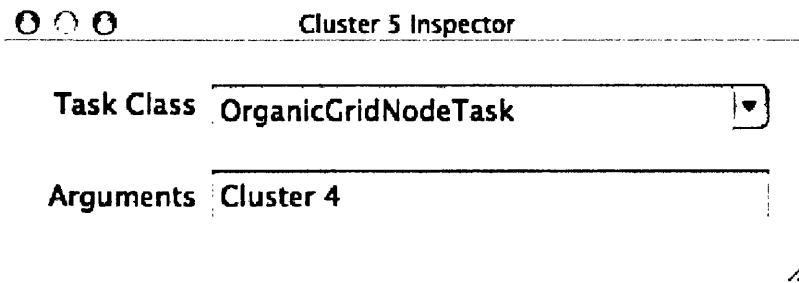 Cluster 5 Inspector
Task Class OrganicGridNodeTask
Arguments Cluster 4